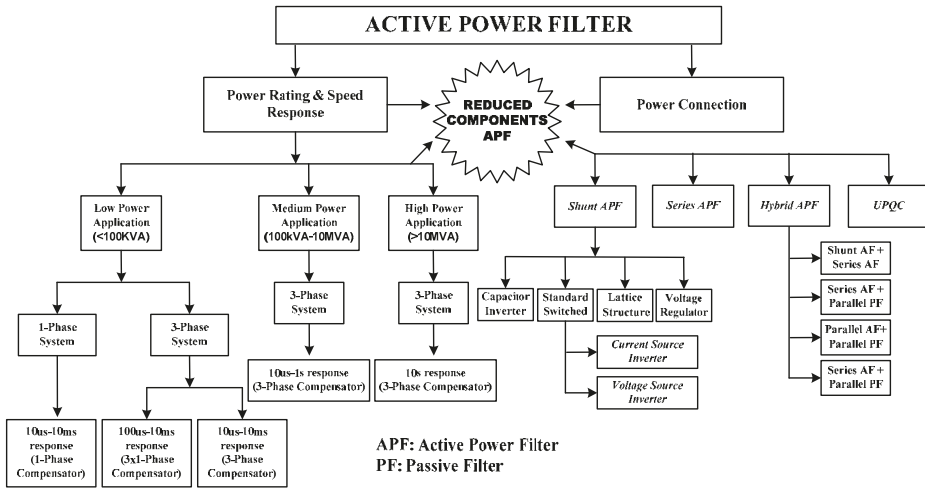 ACTIVE POWER FILTER
Power Rating & Speed
Response
REDUCED
COMPONENTS
APF
Power Connection
Low Power
Application
(<100KVA)
Medium Power
Application
(100kVA-10MVA)
High Power
Application
(>10MVA)
Shunt APF
Series APF
Hybrid APF
UPQC
Shunt AF+
Series AF
Series AF+
Parallel PF
Parallel AF+
Parallel PF
Series AF+
Parallel PF
1-Phase
System
3-Phase
System
3-Phase
System
3-Phase
System
Capacitor
Inverter
Standard
Switched
Lattice
Structure
Voltage
Regulator
Current Source
Inverter
Voltage Source
Inverter
10us-1s response
(3-Phase Compensator)
10s response
(3-Phase Compensator)
10us-10ms
response
(1-Phase
Compensator)
100us-10ms
response
(3x1-Phase
Compensator)
10us-10ms
response
(3-Phase
Compensator)
APF: Active Power Filter
PF: Passive Filter